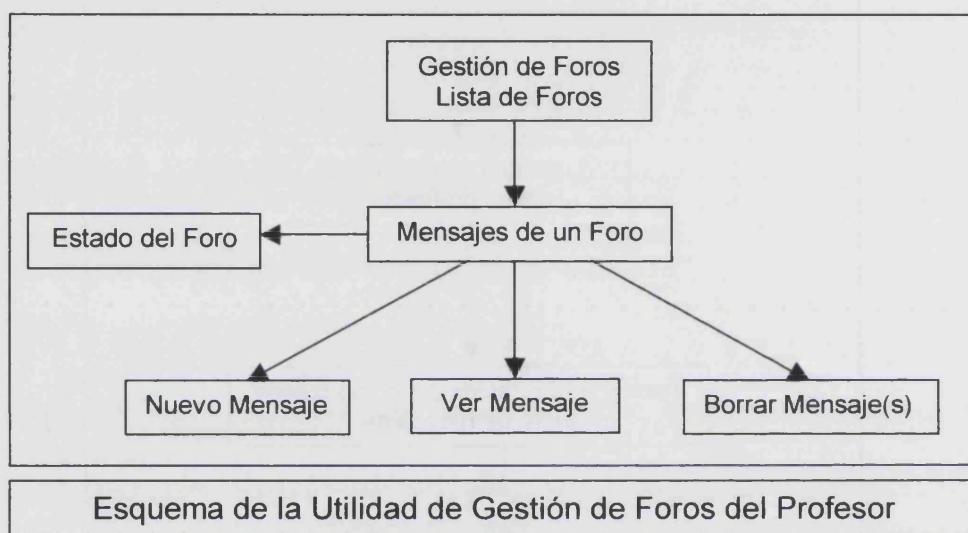 Gestión de Foros
Lista de Foros
Estado del Foro
Mensajes de un Foro
Nuevo Mensaje
Ver Mensaje
Borrar Mensaje(s)
Esquema de la Utilidad de Gestión de Foros del Profesor